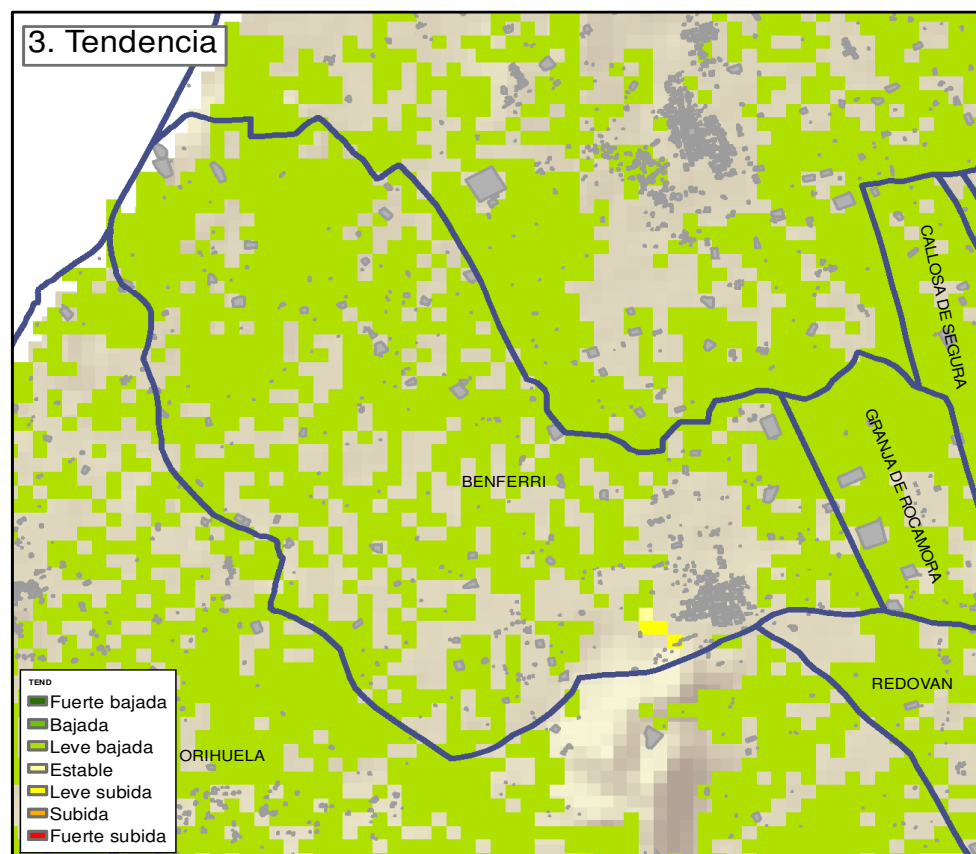 3. Tendencia
CALLOSA DE SEGURA
GRANJA DE ROCAMORA
BENFERRI
REDOVAN
ORIHUELA
TEND
Fuerte bajada
Bajada
Leve bajada
Estable
Leve subida
Subida
Fuerte subida